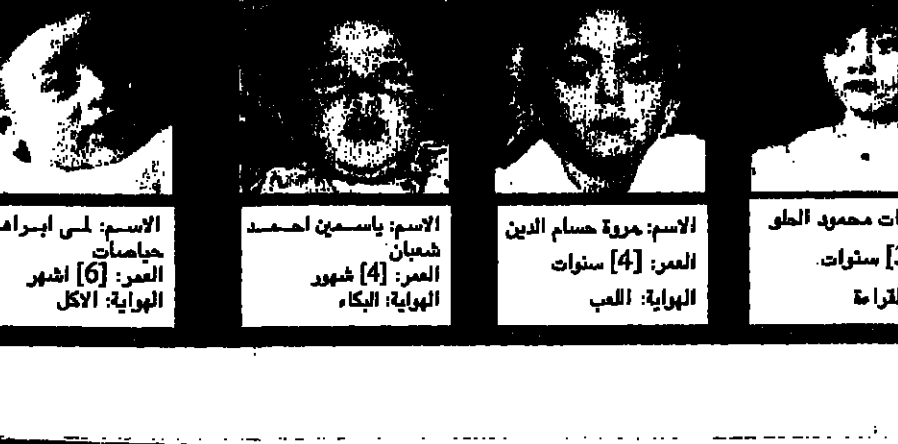 محمود الحلو
سنوات
الاسم: مروة حسام الدين
العمر: [4] سنوات
الهواية: اللعب
الاسم: ياسمين احمد
شعبان
العمر: [4] شهور
الهواية: البكاء
الاسم: لمى
حياصات
العمر: [6] اشهر
الهواية: الاكل